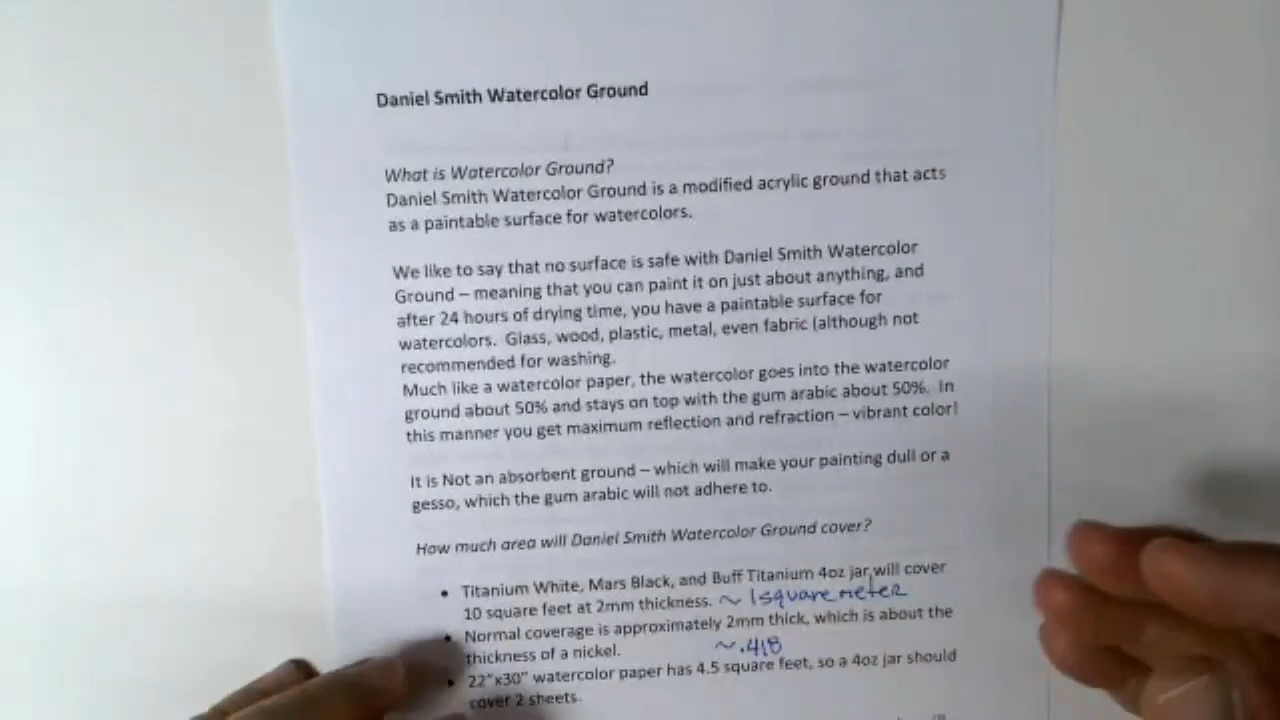 Daniel Smith Watercolor Ground
What is Watercolor Ground?
Daniel Smith Watercolor Ground is a modified acrylic ground that acts
as a paintable surface for watercolors.
We like to say that no surface is safe with Daniel Smith Watercolor
Ground – meaning that you can paint it on just about anything, and
after 24 hours of drying time, you have a paintable surface for
watercolors. Glass, wood, plastic, metal, even fabric (although not
recommended for washing.
Much like a watercolor paper, the watercolor goes into the watercolor
ground about 50% and stays on top with the gum arabic about 50%. In
this manner you get maximum reflection and refraction – vibrant color!
It is Not an absorbent ground – which will make your painting dull or a
gesso, which the gum arabic will not adhere to.
How much area will Daniel Smith Watercolor Ground cover?
• Titanium White, Mars Black, and Buff Titanium 4oz jar will cover
10 square feet at 2mm thickness. ~ 1 square meter
• Normal coverage is approximately 2mm thick, which is about the
thickness of a nickel. ~.418
• 22"x30" watercolor paper has 4.5 square feet, so a 4oz jar should
cover 2 sheets.